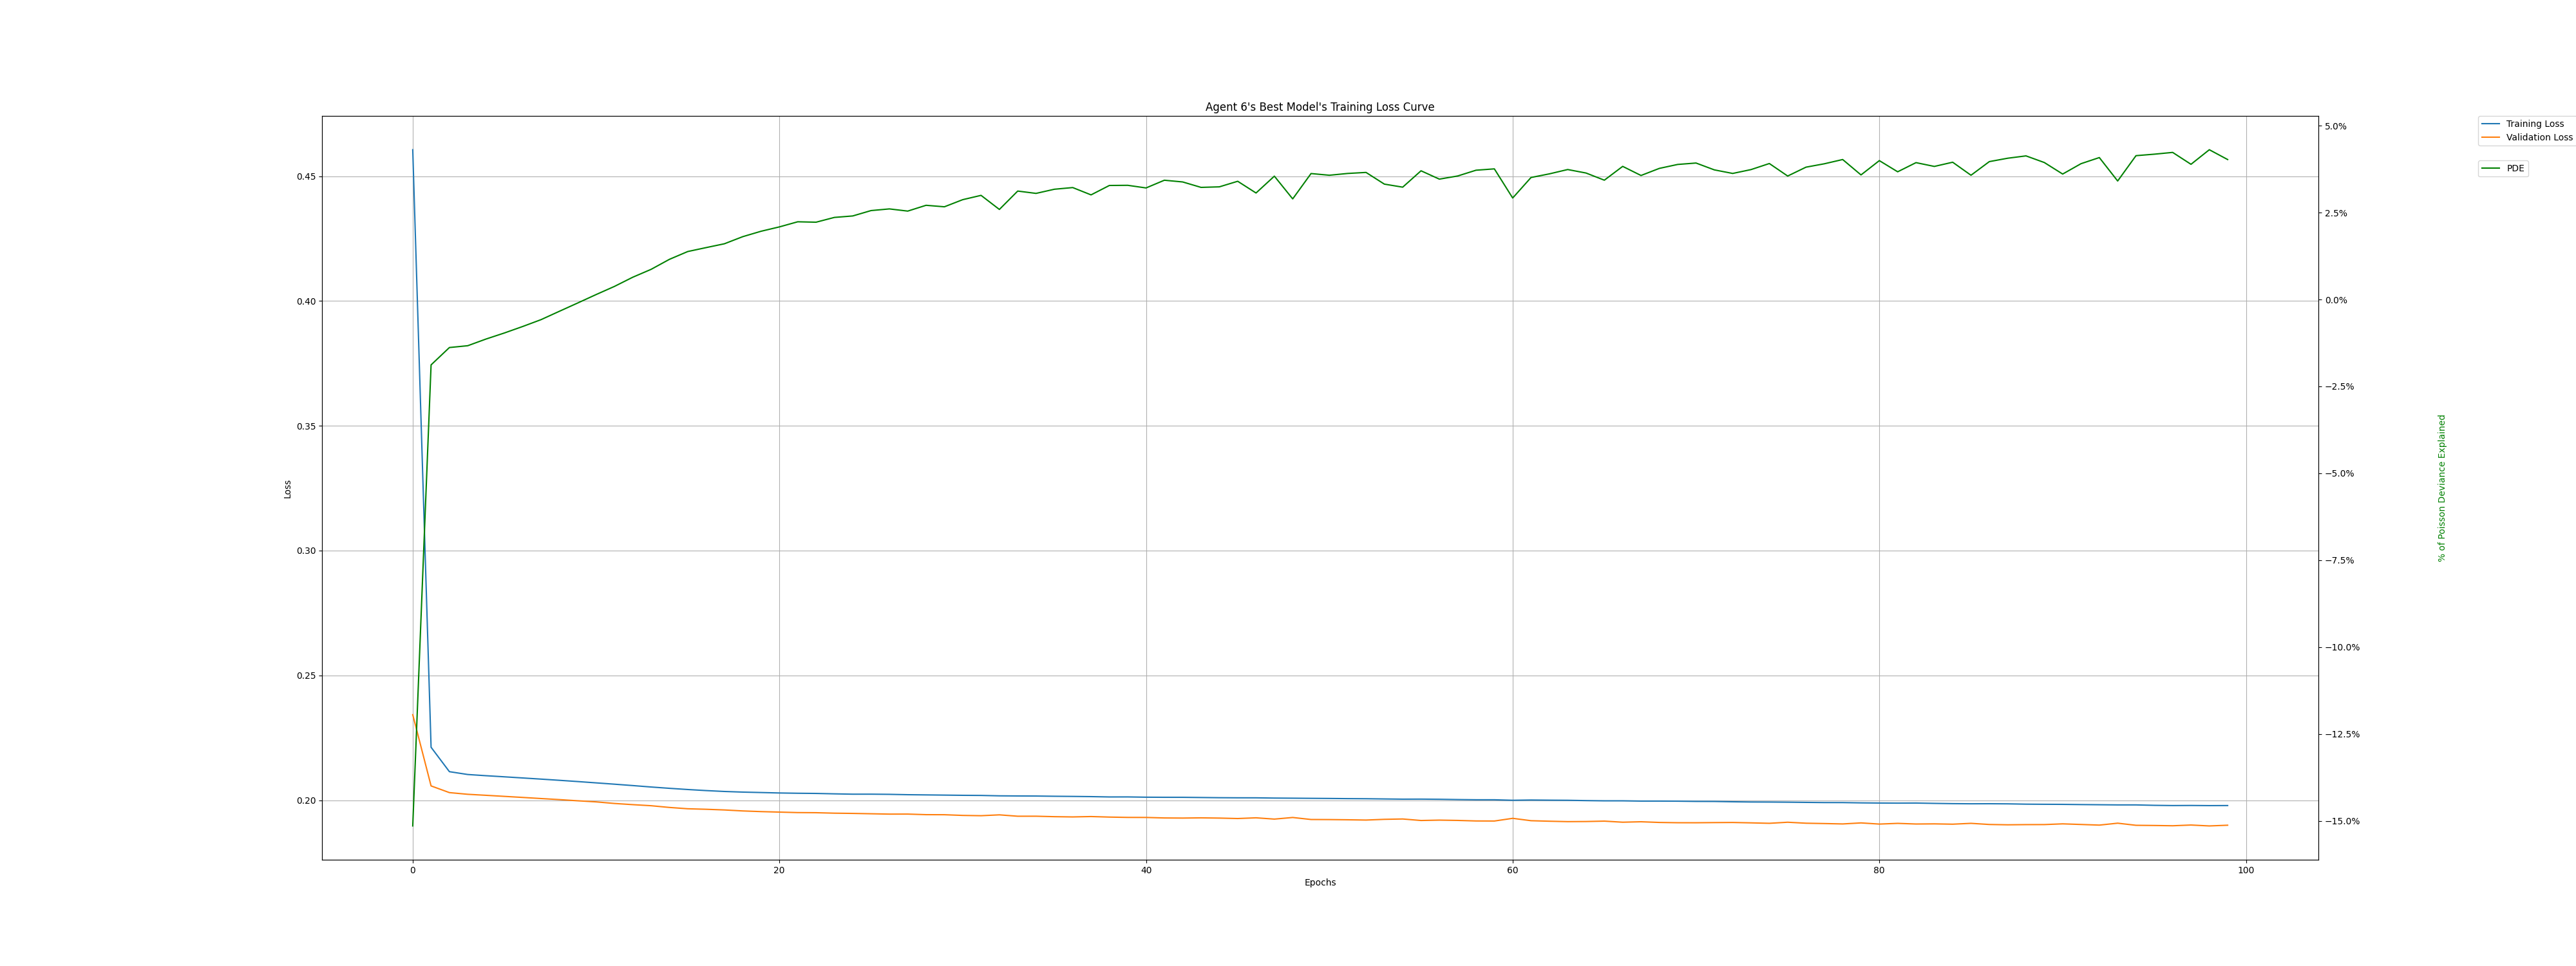 Agent 6's Best Model's Training Loss Curve
Training Loss
Validation Loss
PDE
0.45
0.40
0.35
0.30
0.25
0.20
Loss
5.0%
2.5%
0.0%
−2.5%
−5.0%
−7.5%
−10.0%
−12.5%
−15.0%
% of Poisson Deviance Explained
0 20 40 60 80 100
Epochs